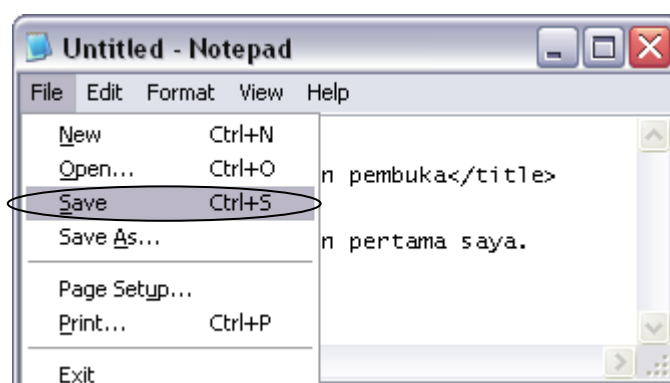 Untitled - Notepad
File Edit Format View Help
New Ctrl+N
Open... Ctrl+O
n pembuka</title>
Save Ctrl+S
Save As...
n pertama saya.
Page Setup...
Print... Ctrl+P
Exit